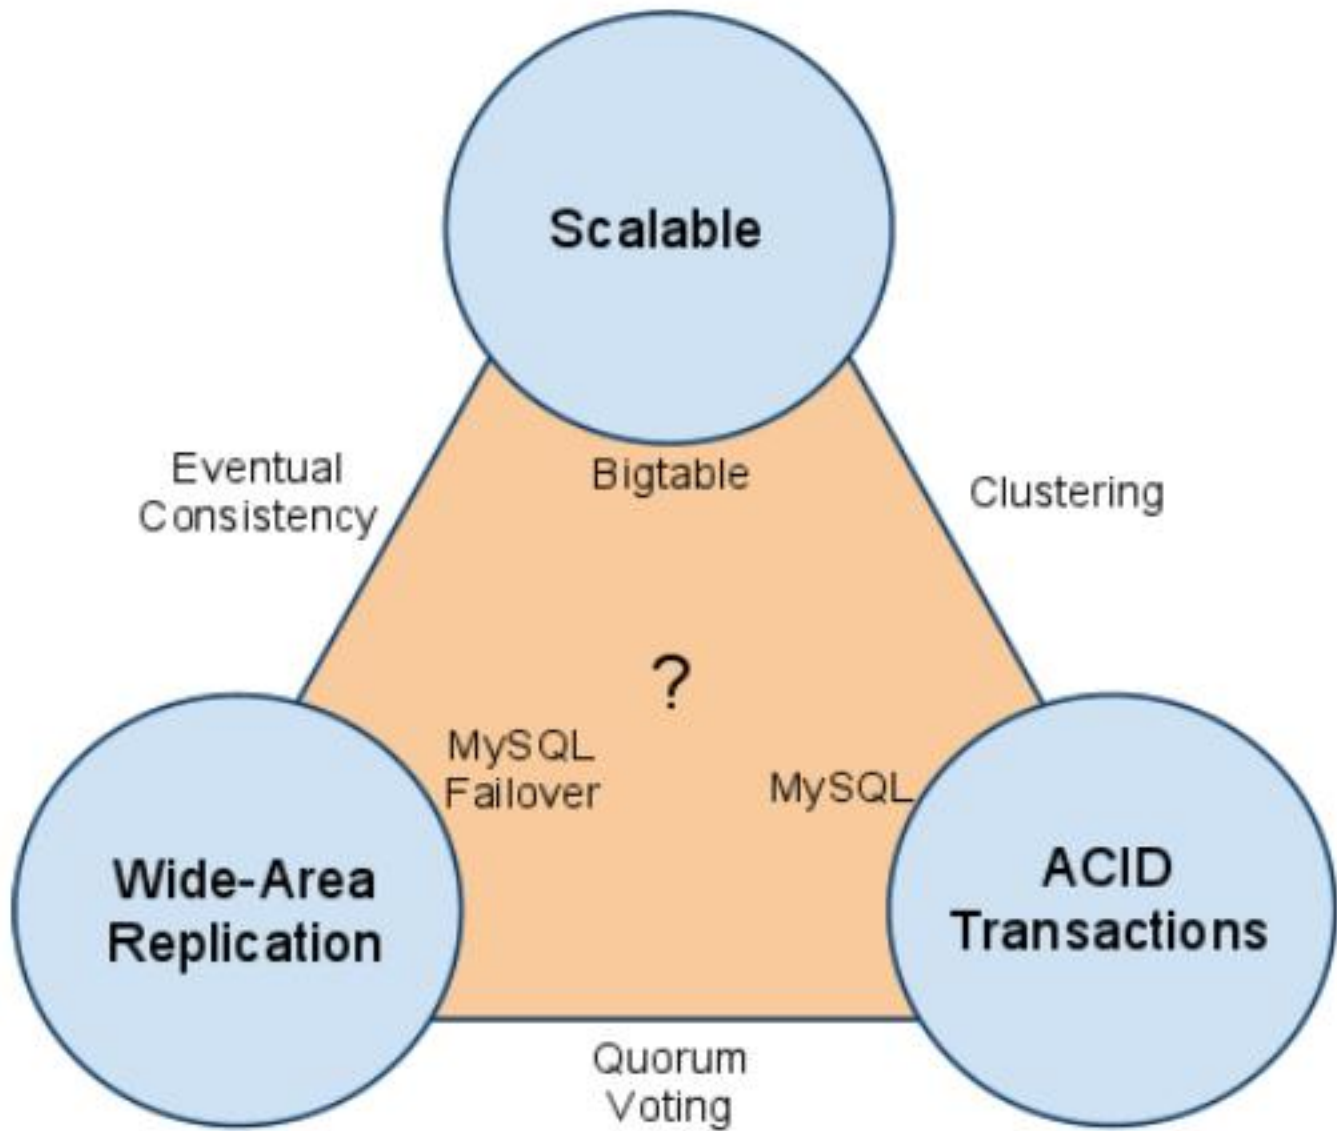 Scalable
Eventual
Consistency
Bigtable
Clustering
?
MySQL
Failover
MySQL
Wide-Area
Replication
ACID
Transactions
Quorum
Voting